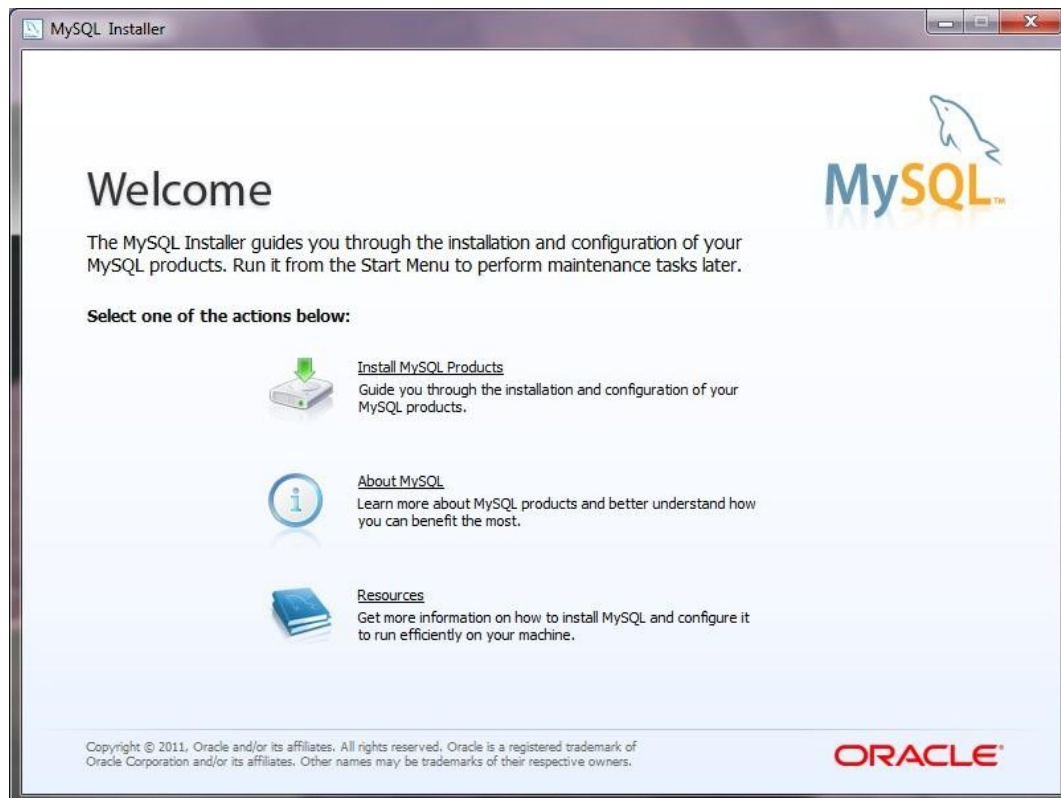 MySQL Installer
MySQL™
Welcome
The MySQL Installer guides you through the installation and configuration of your
MySQL products. Run it from the Start Menu to perform maintenance tasks later.
Select one of the actions below:
Install MySQL Products
Guide you through the installation and configuration of your
MySQL products.
About MySQL
Learn more about MySQL products and better understand how
you can benefit the most.
Resources
Get more information on how to install MySQL and configure it
to run efficiently on your machine.
Copyright © 2011, Oracle and/or its affiliates. All rights reserved. Oracle is a registered trademark of
Oracle Corporation and/or its affiliates. Other names may be trademarks of their respective owners.
ORACLE®